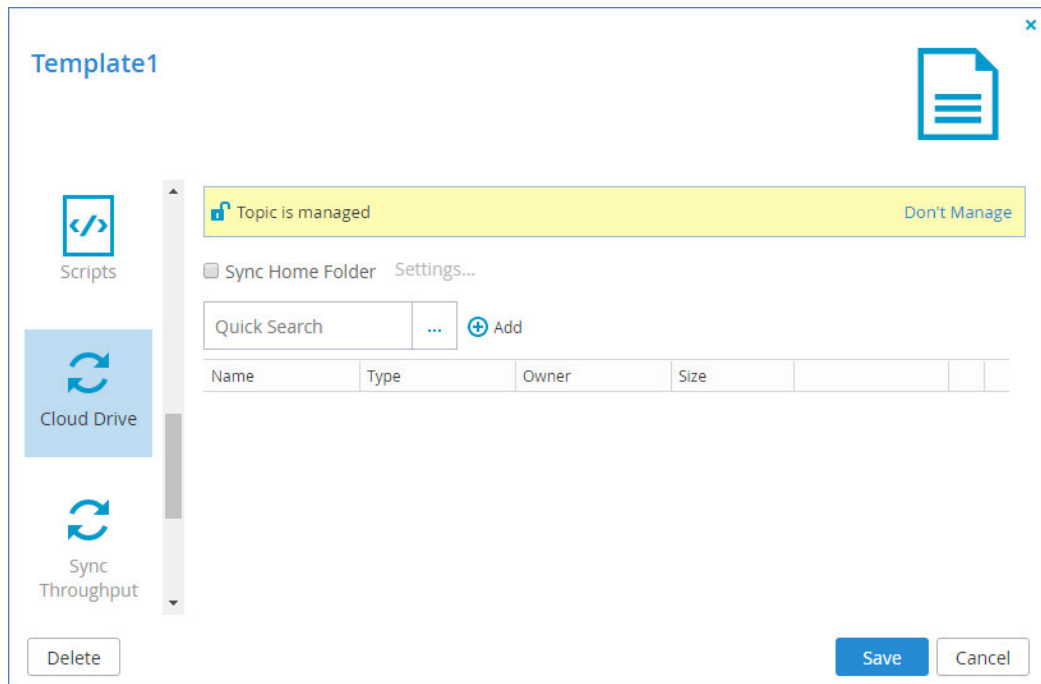 Template1
Topic is managed Don't Manage
Scripts
Sync Home Folder Settings...
Quick Search ... Add
Name Type Owner Size
Cloud Drive
Sync
Throughput
Delete Save Cancel